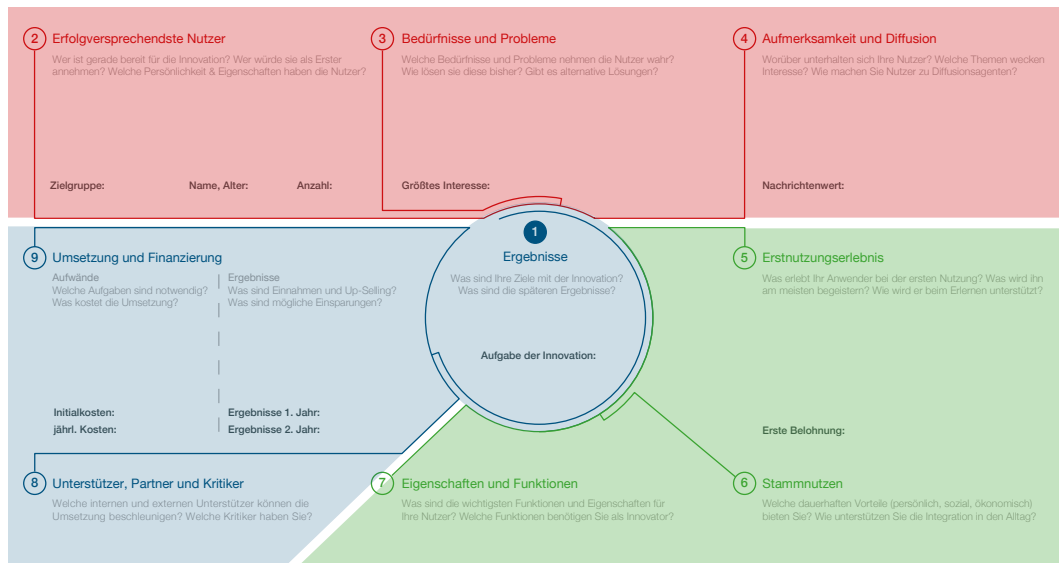 2 Erfolgversprechendste Nutzer
Wer ist gerade bereit für die Innovation? Wer würde sie als Erster
annehmen? Welche Persönlichkeit & Eigenschaften haben die Nutzer?
Zielgruppe:
Name, Alter:
Anzahl:
3 Bedürfnisse und Probleme
Welche Bedürfnisse und Probleme nehmen die Nutzer wahr?
Wie lösen sie diese bisher? Gibt es alternative Lösungen?
Größtes Interesse:
4 Aufmerksamkeit und Diffusion
Worüber unterhalten sich Ihre Nutzer? Welche Themen wecken
Interesse? Wie machen Sie Nutzer zu Diffusionsagenten?
Nachrichtenwert:
9 Umsetzung und Finanzierung
Aufwände
Welche Aufgaben sind notwendig?
Was kostet die Umsetzung?
Initialkosten:
jährl. Kosten:
Ergebnisse
Was sind Einnahmen und Up-Selling?
Was sind mögliche Einsparungen?
Ergebnisse 1. Jahr:
Ergebnisse 2. Jahr:
1
Ergebnisse
Was sind Ihre Ziele mit der Innovation?
Was sind die späteren Ergebnisse?
Aufgabe der Innovation:
5 Erstnutzungserlebnis
Was erlebt Ihr Anwender bei der ersten Nutzung? Was wird ihn
am meisten begeistern? Wie wird er beim Erlernen unterstützt?
Erste Belohnung:
8 Unterstützer, Partner und Kritiker
Welche internen und externen Unterstützer können die
Umsetzung beschleunigen? Welche Kritiker haben Sie?
7 Eigenschaften und Funktionen
Was sind die wichtigsten Funktionen und Eigenschaften für
Ihre Nutzer? Welche Funktionen benötigen Sie als Innovator?
6 Stammnutzen
Welche dauerhaften Vorteile (persönlich, sozial, ökonomisch)
bieten Sie? Wie unterstützen Sie die Integration in den Alltag?